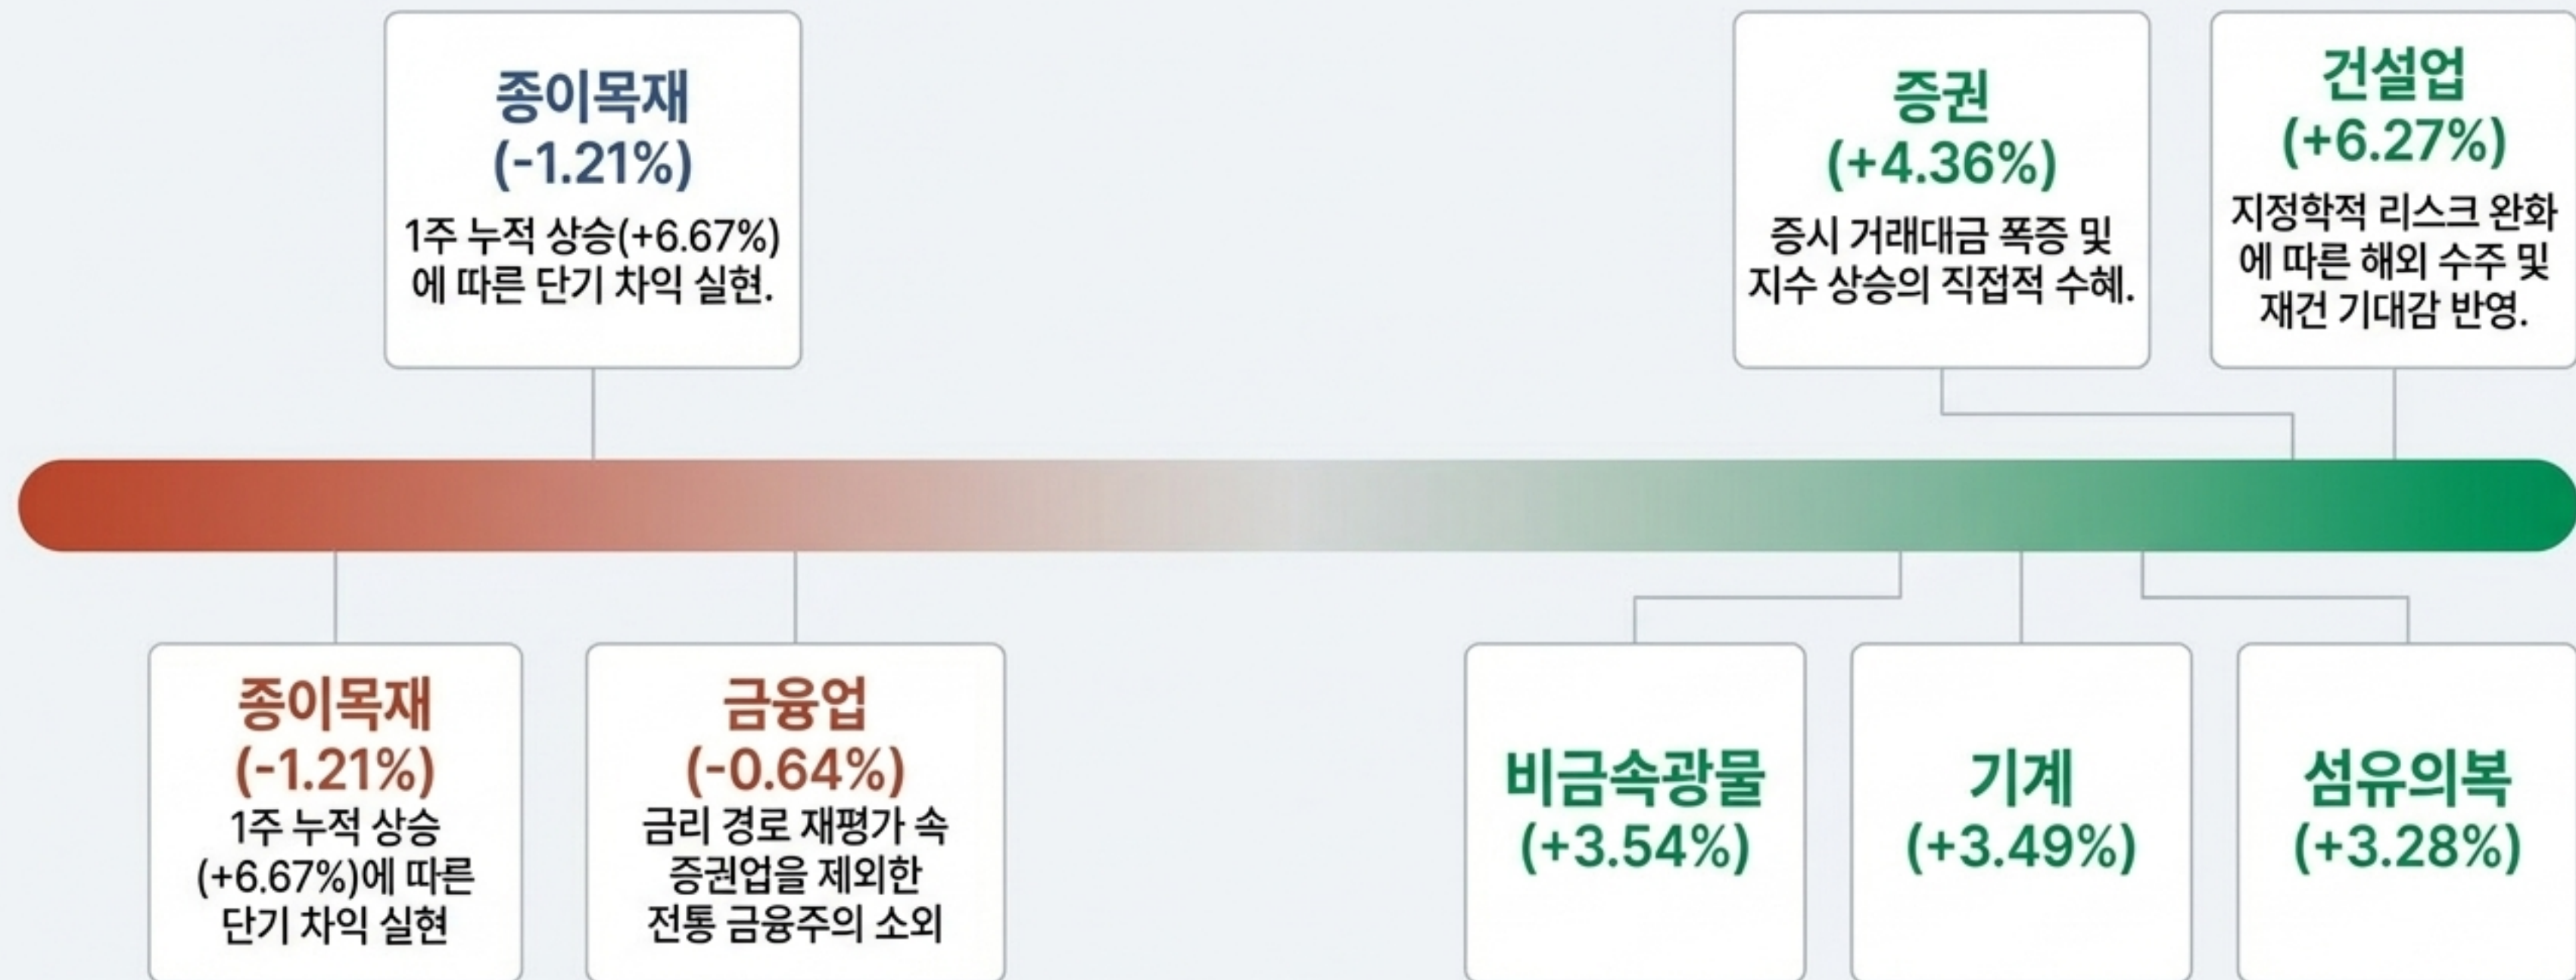 종이목재
(-1.21%)
1주 누적 상승(+6.67%)
에 따른 단기 차익 실현.
증권
(+4.36%)
증시 거래대금 폭증 및
지수 상승의 직접적 수혜.
건설업
(+6.27%)
지정학적 리스크 완화
에 따른 해외 수주 및
재건 기대감 반영.
종이목재
(-1.21%)
1주 누적 상승
(+6.67%)에 따른
단기 차익 실현
금융업
(-0.64%)
금리 경로 재평가 속
증권업을 제외한
전통 금융주의 소외
비금속광물
(+3.54%)
기계
(+3.49%)
섬유의복
(+3.28%)